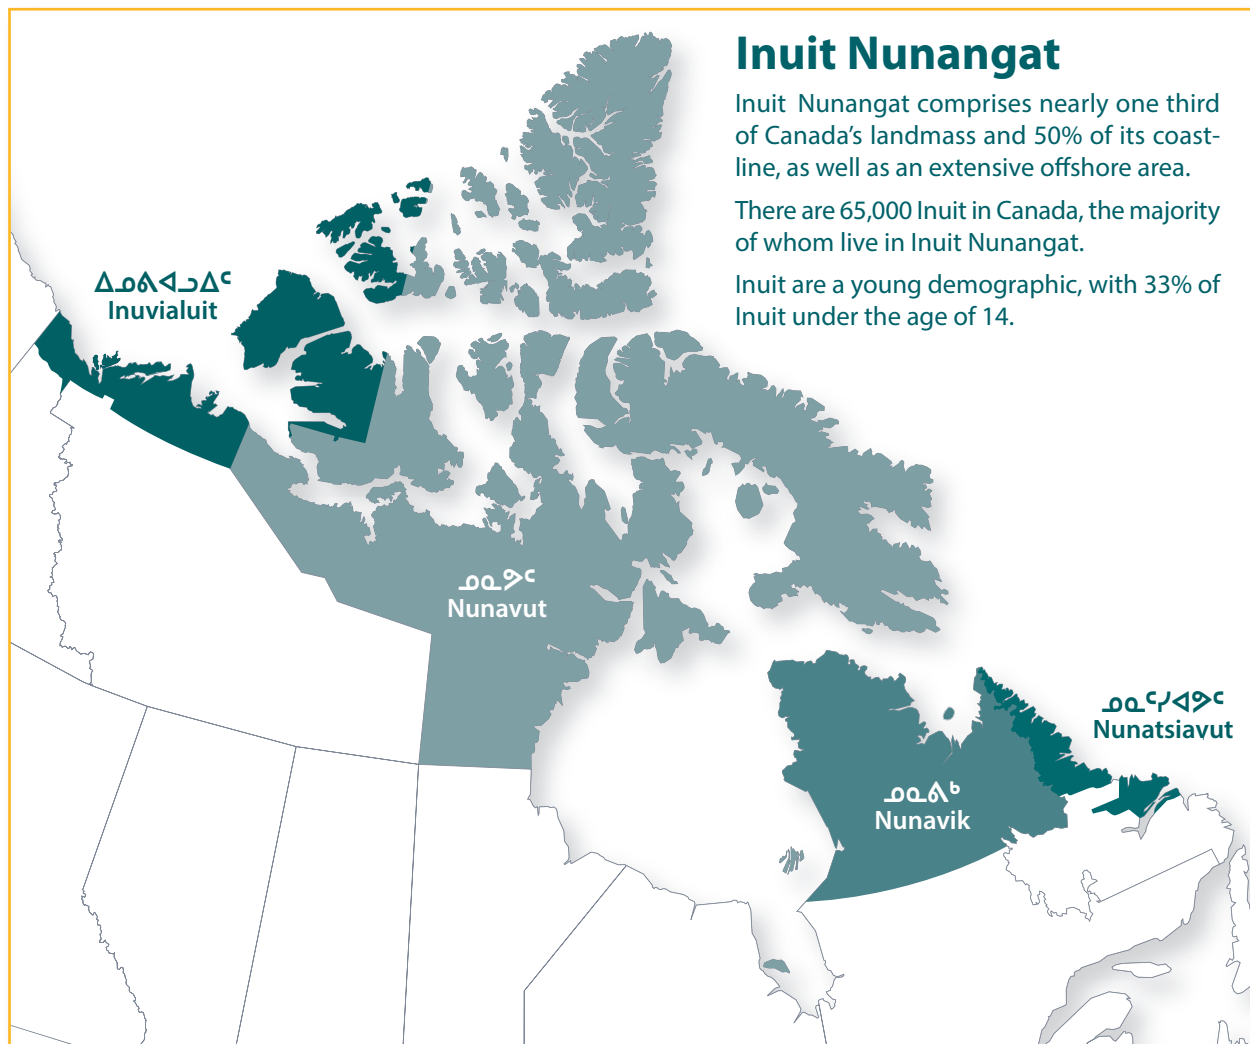 Inuit Nunangat
Inuit Nunangat comprises nearly one third
of Canada's landmass and 50% of its coast-
line, as well as an extensive offshore area.
There are 65,000 Inuit in Canada, the majority
of whom live in Inuit Nunangat.
Inuit are a young demographic, with 33% of
Inuit under the age of 14.
ᐃᓄᕕᐊᓗᐃᑦ
Inuvialuit
ᓄᓇᕗᑦ
Nunavut
ᓄᓇᑦᓯᐊᕗᑦ
Nunatsiavut
ᓄᓇᕕᒃ
Nunavik